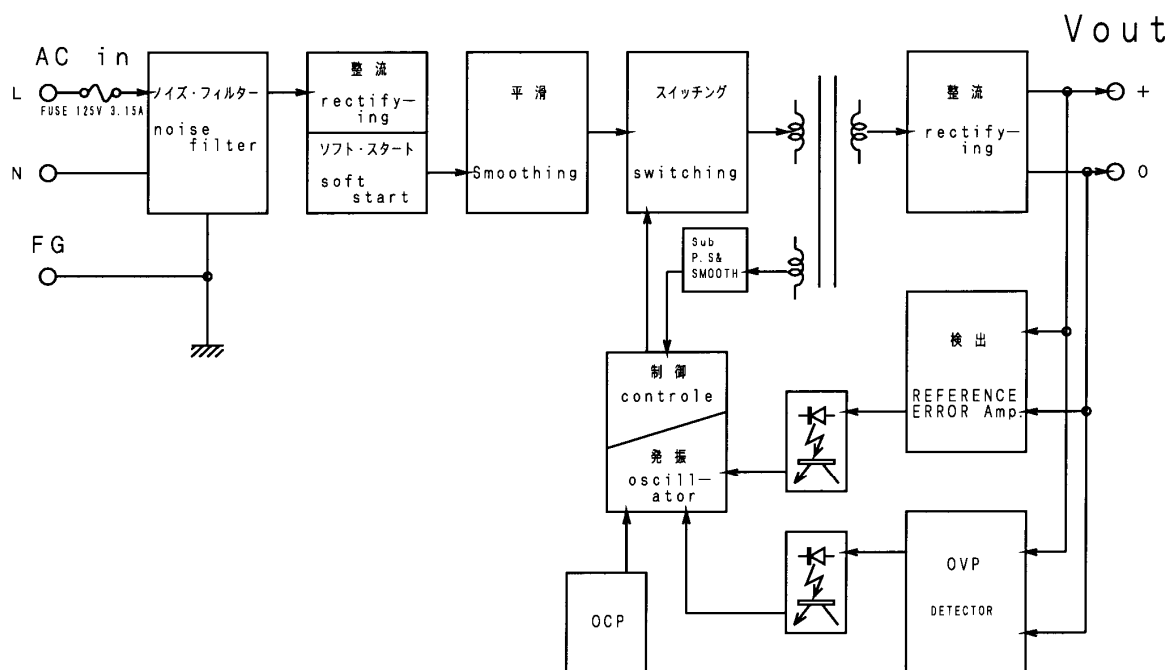 Vout
AC in
L
FUSE 125V 3.15A
ノイズ・フィルター
noise
filter
整流
rectify-
ing
ソフト・スタート
soft
start
平滑
Smoothing
スイッチング
switching
整流
rectify-
ing
+
N
O
FG
Sub
P.S&
SMOOTH
検出
REFERENCE
ERROR Amp.
制御
controle
発振
oscill-
ator
OCP
OVP
DETECTOR